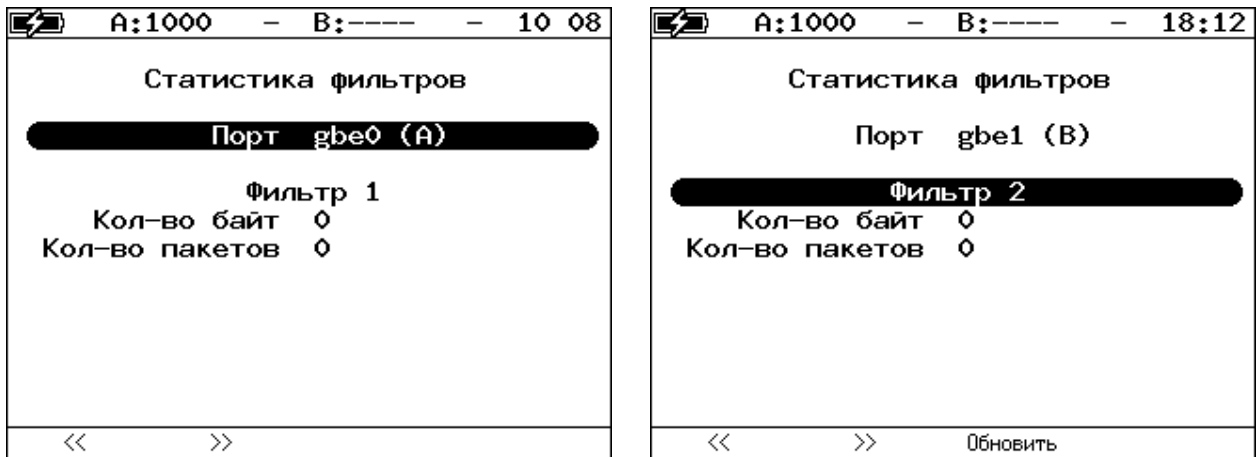 A:1000 – B:---- – 10 08
Статистика фильтров
Порт gbe0 (A)
Фильтр 1
Кол-во байт 0
Кол-во пакетов 0
<< >>
A:1000 – B:---- – 18:12
Статистика фильтров
Порт gbe1 (B)
Фильтр 2
Кол-во байт 0
Кол-во пакетов 0
<< >> Обновить